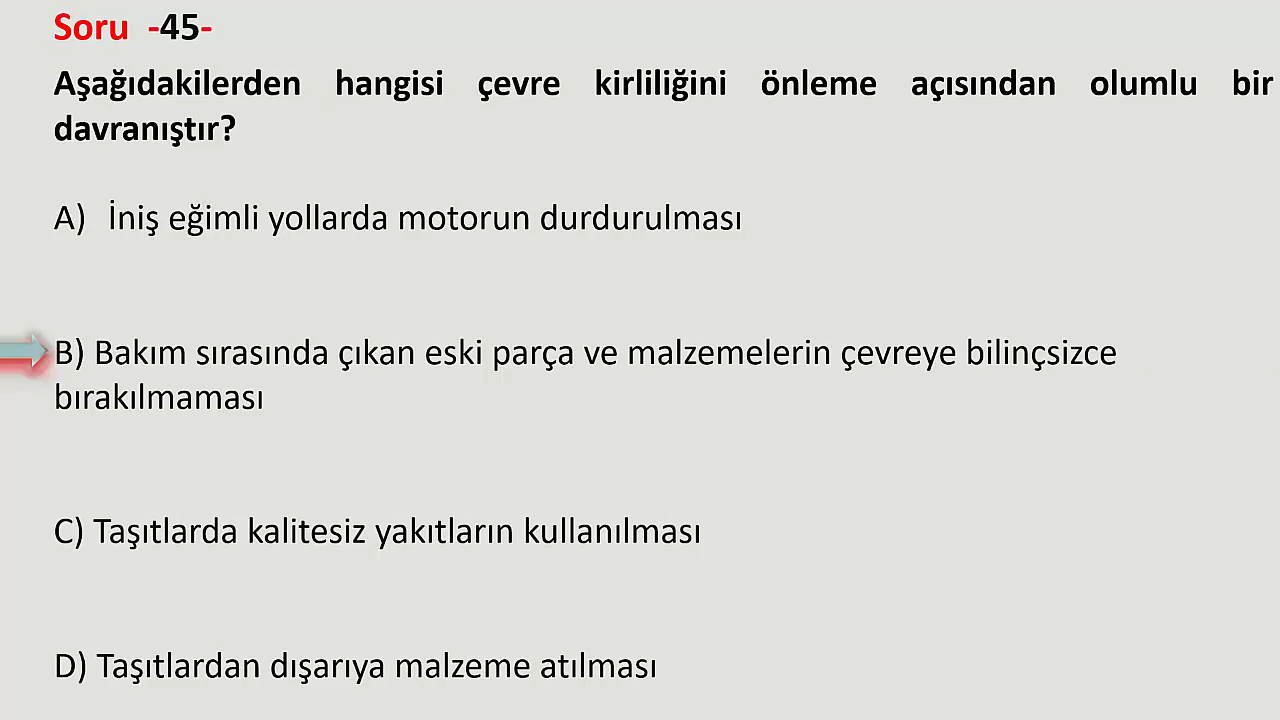 Soru -45-
Aşağıdakilerden hangisi çevre kirliliğini önleme açısından olumlu bir
davranıştır?
A) İniş eğimli yollarda motorun durdurulması
B) Bakım sırasında çıkan eski parça ve malzemelerin çevreye bilinçsizce
bırakılmaması
C) Taşıtlarda kalitesiz yakıtların kullanılması
D) Taşıtlardan dışarıya malzeme atılması